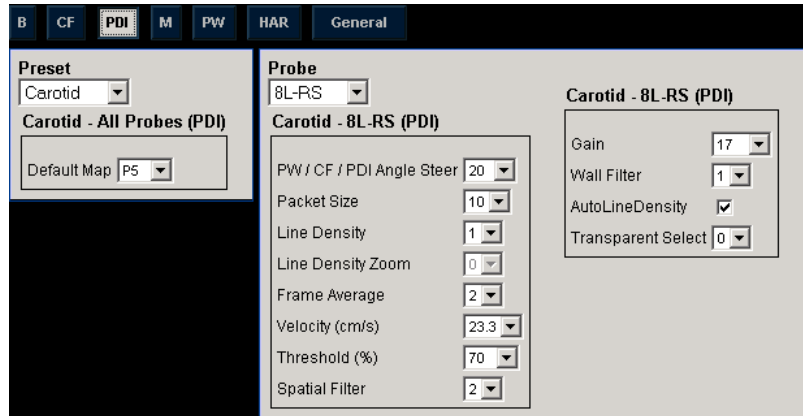 B CF PDI M PW HAR General
Preset
Carotid
Carotid - All Probes (PDI)
Default Map P5
Probe
8L-RS
Carotid - 8L-RS (PDI)
PW / CF / PDI Angle Steer 20
Packet Size 10
Line Density 1
Line Density Zoom 0
Frame Average 2
Velocity (cm/s) 23.3
Threshold (%) 70
Spatial Filter 2
Carotid - 8L-RS (PDI)
Gain 17
Wall Filter 1
AutoLineDensity
Transparent Select 0